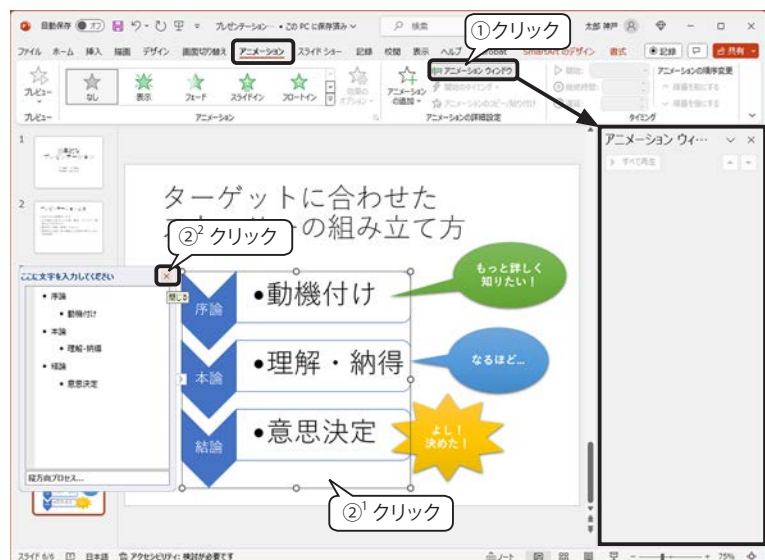 自動保存 オフ
プレゼンテーション… • この PC に保存済み
検索
太郎 神戸
①クリック
ファイル ホーム 挿入 描画 デザイン 画面切り替え アニメーション スライド ショー 記録 校閲 表示 ヘルプ Acrobat SmartArt のデザイン 書式
記録
共有
プレビュー
なし
表示
フェード
スライドイン
フロートイン
効果の
オプション
アニメーション
の追加
アニメーション ウィンドウ
開始のタイミング
アニメーションのコピー/貼り付け
開始:
継続時間:
遅延:
アニメーションの順序変更
順番を前にする
順番を後にする
プレビュー
アニメーション
アニメーションの詳細設定
タイミング
アニメーション ウィ…
すべて再生
1
2
ターゲットに合わせた
の組み立て方
②2 クリック
ここに文字を入力してください
閉じる
• 序論
• 動機付け
• 本論
• 理解・納得
• 結論
• 意思決定
縦方向プロセス...
序論
•動機付け
もっと詳しく
知りたい！
本論
•理解・納得
なるほど…
結論
•意思決定
よし！
決めた！
②1 クリック
スライド 6/6
日本語
アクセシビリティ: 検討が必要です
ノート
75%